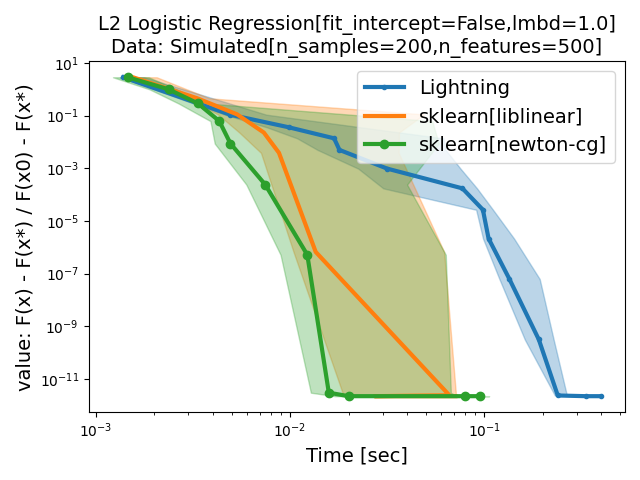 L2 Logistic Regression[fit_intercept=False,lmbd=1.0]
Data: Simulated[n_samples=200,n_features=500]
value: F(x) - F(x*) / F(x0) - F(x*)
10¹
10⁻¹
10⁻³
10⁻⁵
10⁻⁷
10⁻⁹
10⁻¹¹
Lightning
sklearn[liblinear]
sklearn[newton-cg]
10⁻³
10⁻²
10⁻¹
Time [sec]